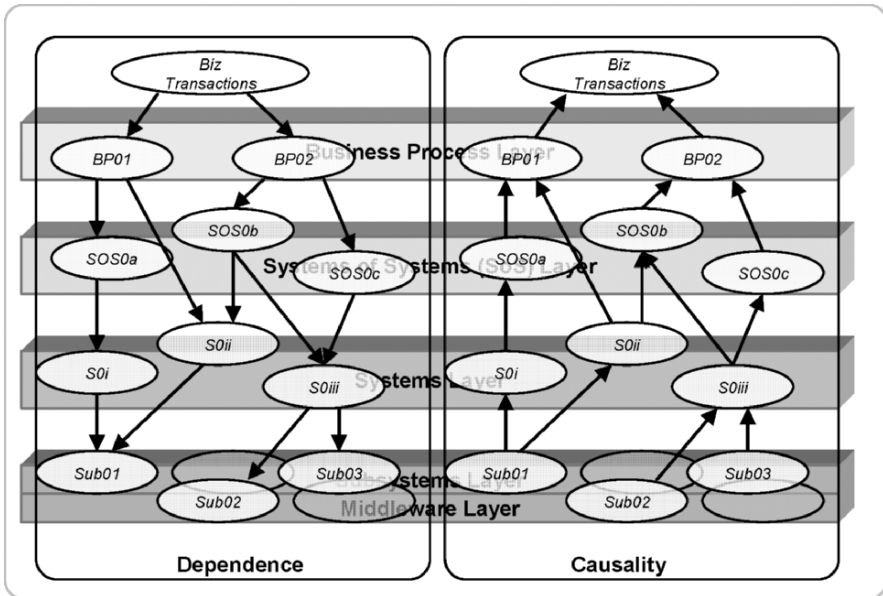 Biz
Transactions
Biz
Transactions
Business Process Layer
BP01
BP02
BP01
BP02
SOS0b
SOS0b
Systems of Systems (SoS) Layer
SOS0a
SOS0c
SOS0a
SOS0c
S0ii
S0ii
Systems Layer
S0i
S0iii
S0i
S0iii
Sub01
Sub03
Sub01
Sub03
Subsystems Layer
Sub02
Sub02
Middleware Layer
Dependence
Causality